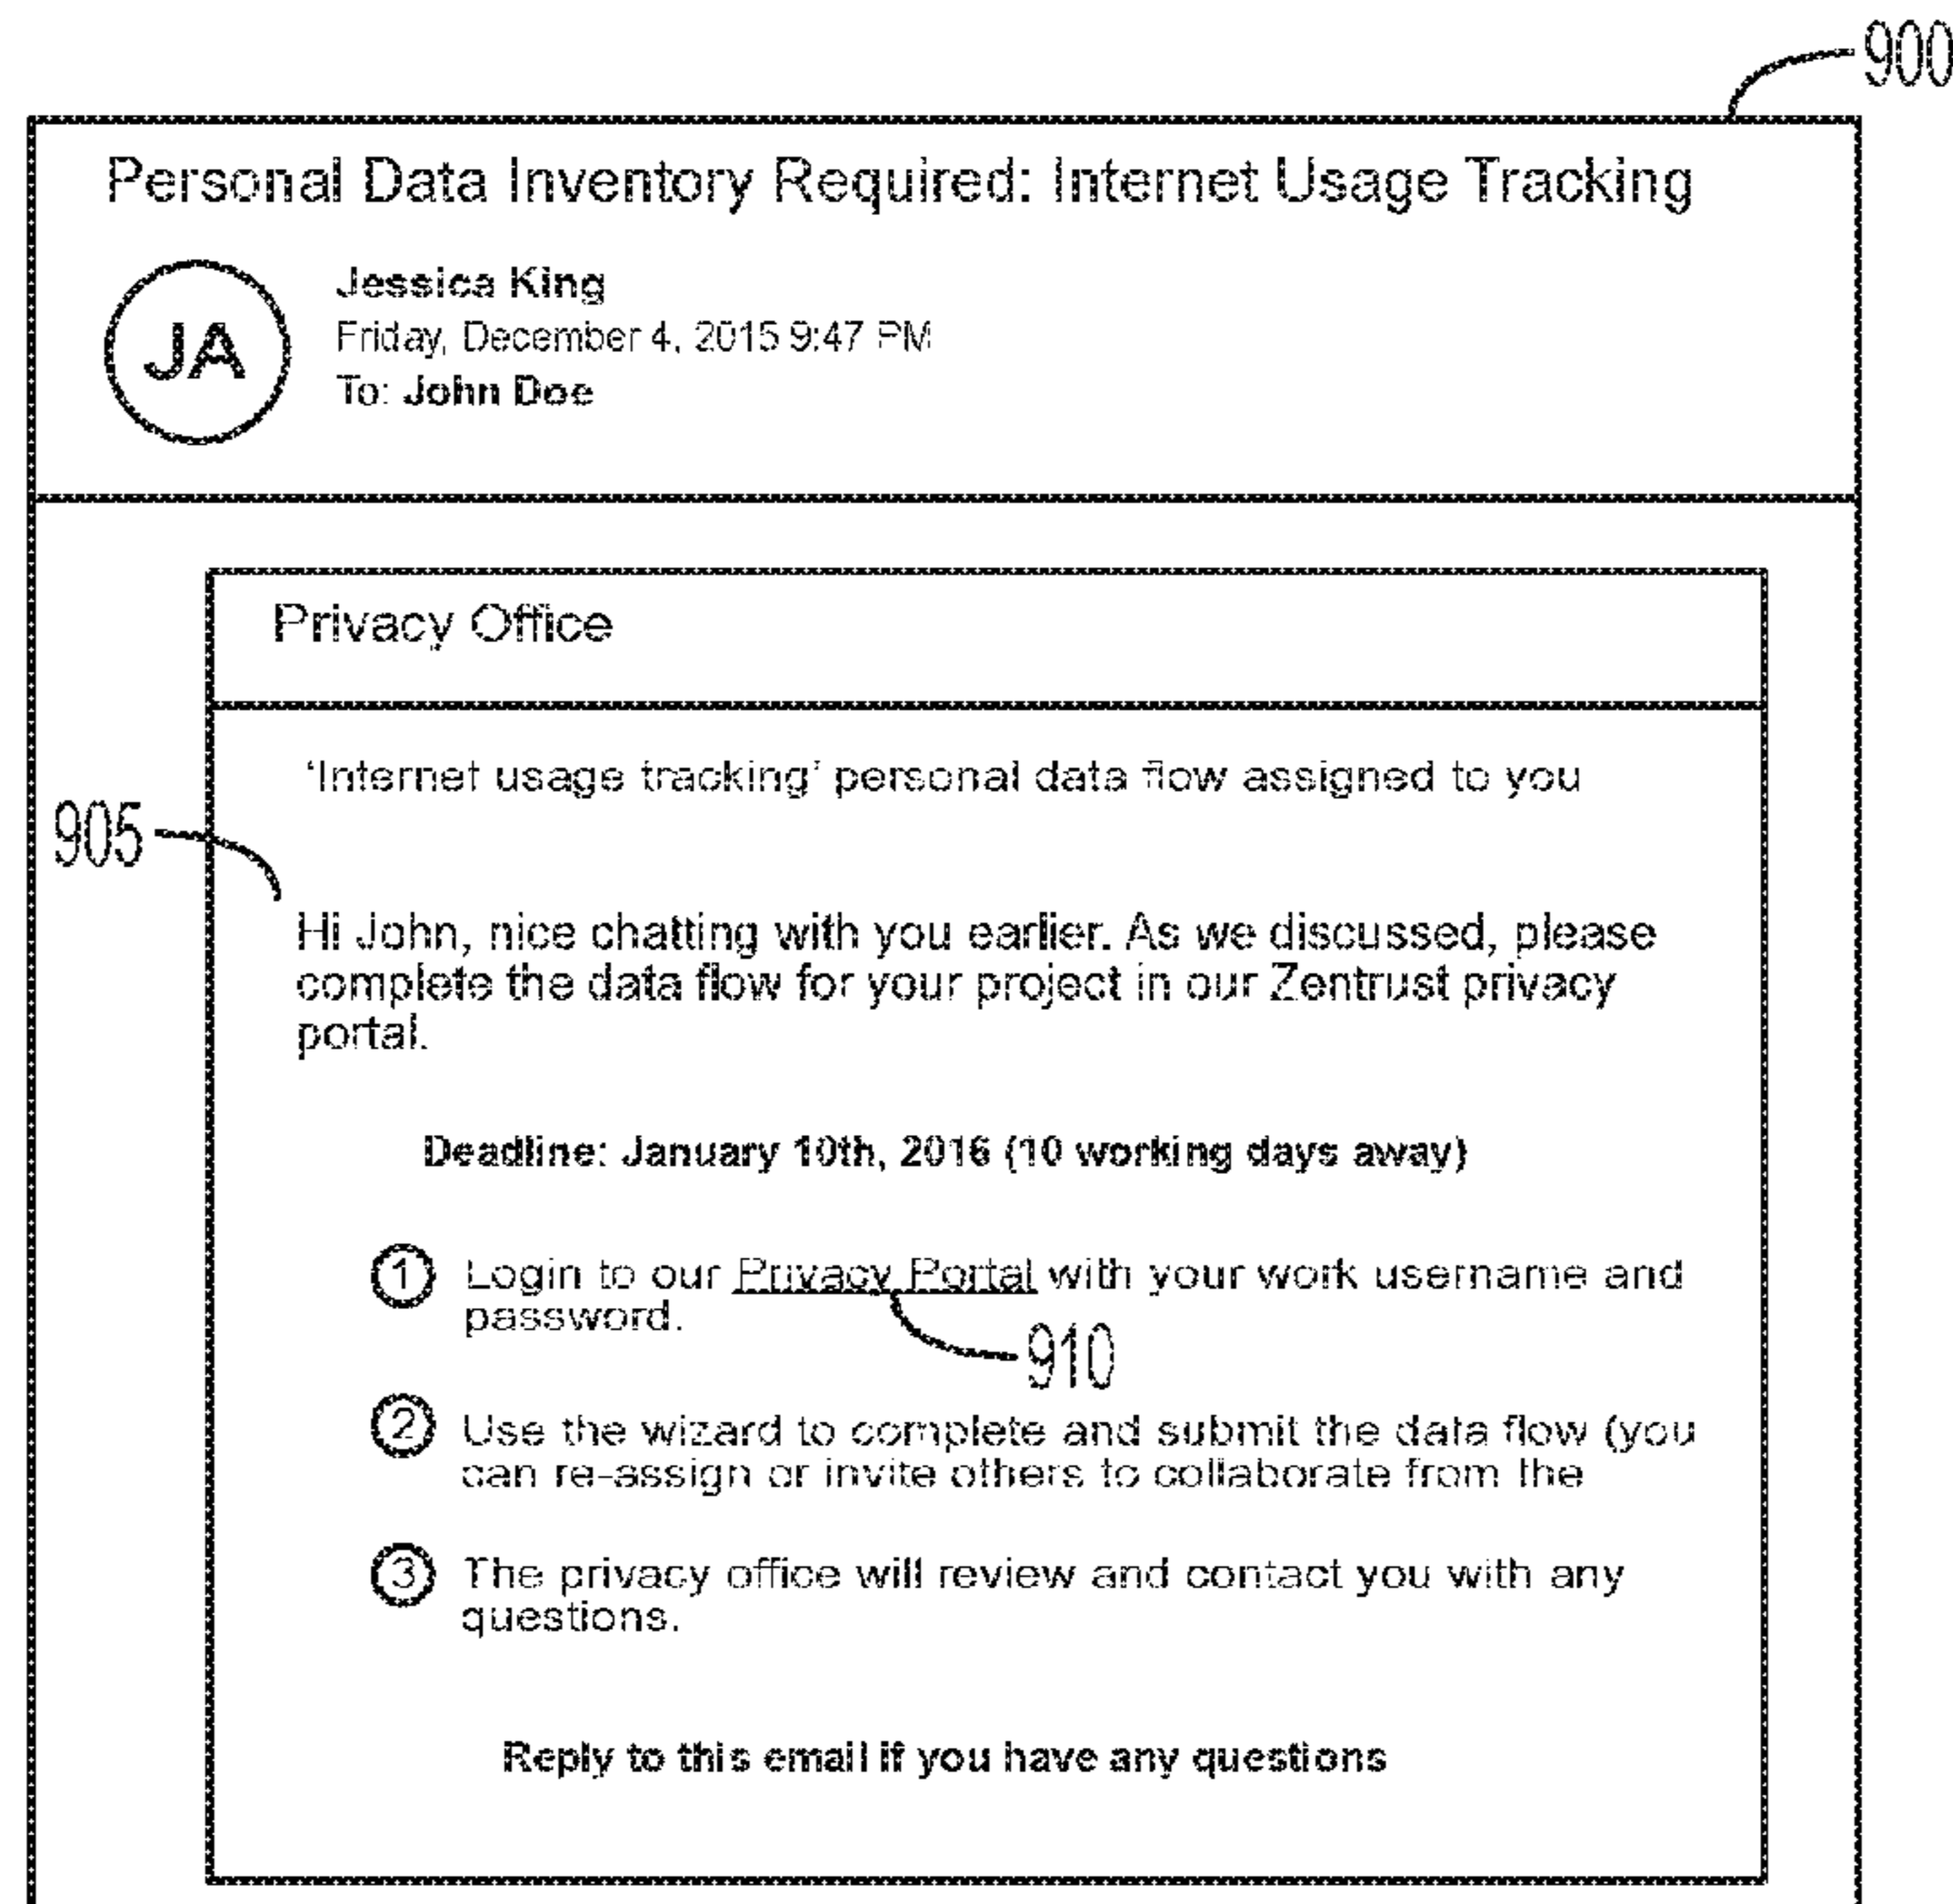 900
Personal Data Inventory Required: Internet Usage Tracking
JA
Jessica King
Friday, December 4, 2015 9:47 PM
To: John Doe
Privacy Office
‘Internet usage tracking’ personal data flow assigned to you
905
Hi John, nice chatting with you earlier. As we discussed, please
complete the data flow for your project in our Zentrust privacy
portal.
Deadline: January 10th, 2016 (10 working days away)
1 Login to our Privacy Portal with your work username and
password.
910
2 Use the wizard to complete and submit the data flow (you
can re-assign or invite others to collaborate from the
3 The privacy office will review and contact you with any
questions.
Reply to this email if you have any questions